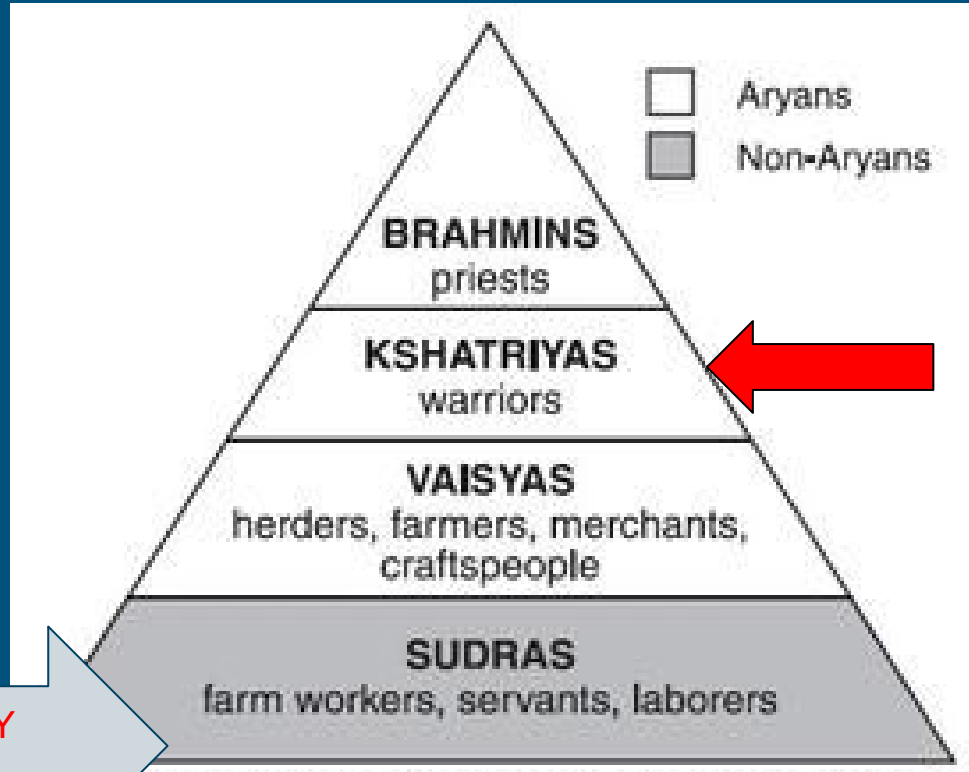 Aryans
Non-Aryans
BRAHMINS
priests
KSHATRIYAS
warriors
VAISYAS
herders, farmers, merchants,
craftspeople
SUDRAS
farm workers, servants, laborers